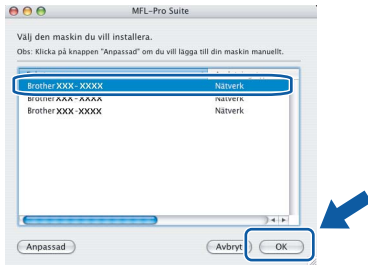 MFL-Pro Suite
Välj den maskin du vill installera.
Obs: Klicka på knappen "Anpassad" om du vill lägga till din maskin manuellt.
Brother XXX-XXXX Nätverk
Brother XXX-XXXX Nätverk
Brother XXX-XXXX Nätverk
Anpassad Avbryt OK